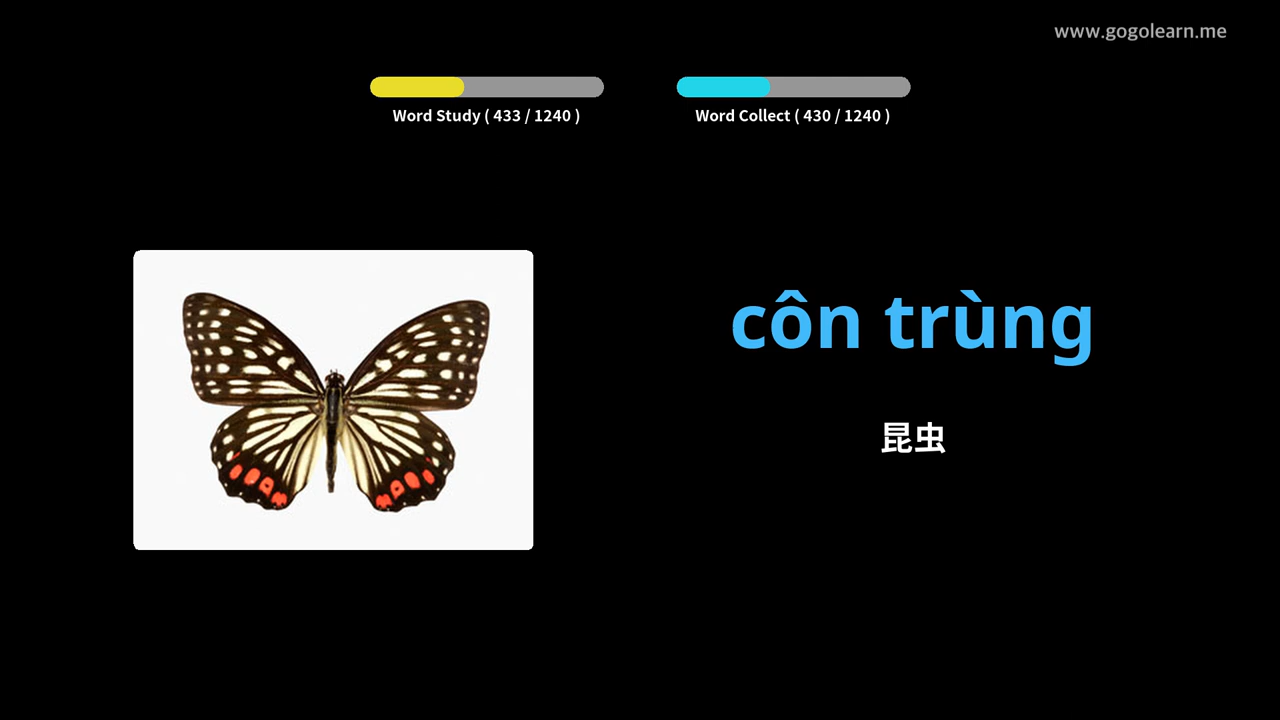 www.gogolearn.me
Word Study ( 433 / 1240 )
Word Collect ( 430 / 1240 )
côn trùng
昆虫